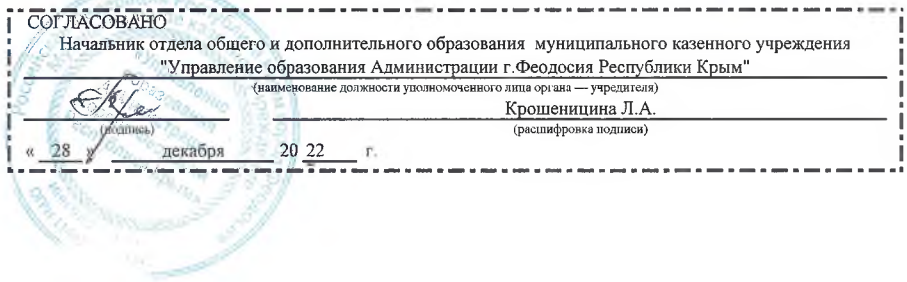 СОГЛАСОВАНО
Начальник отдела общего и дополнительного образования муниципального казенного учреждения
"Управление образования Администрации г.Феодосия Республики Крым"
(наименование должности уполномоченного лица органа — учредителя)
Крошеницина Л.А.
(подпись) (расшифровка подписи)
« 28 » декабря 20 22 г.